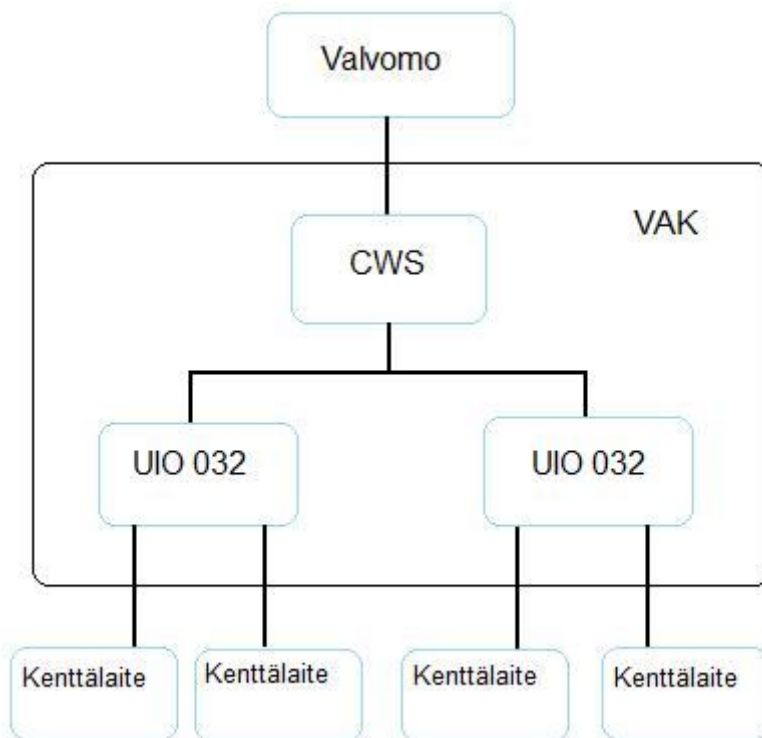 Valvomo
VAK
CWS
UIO 032
UIO 032
Kenttälaite
Kenttälaite
Kenttälaite
Kenttälaite